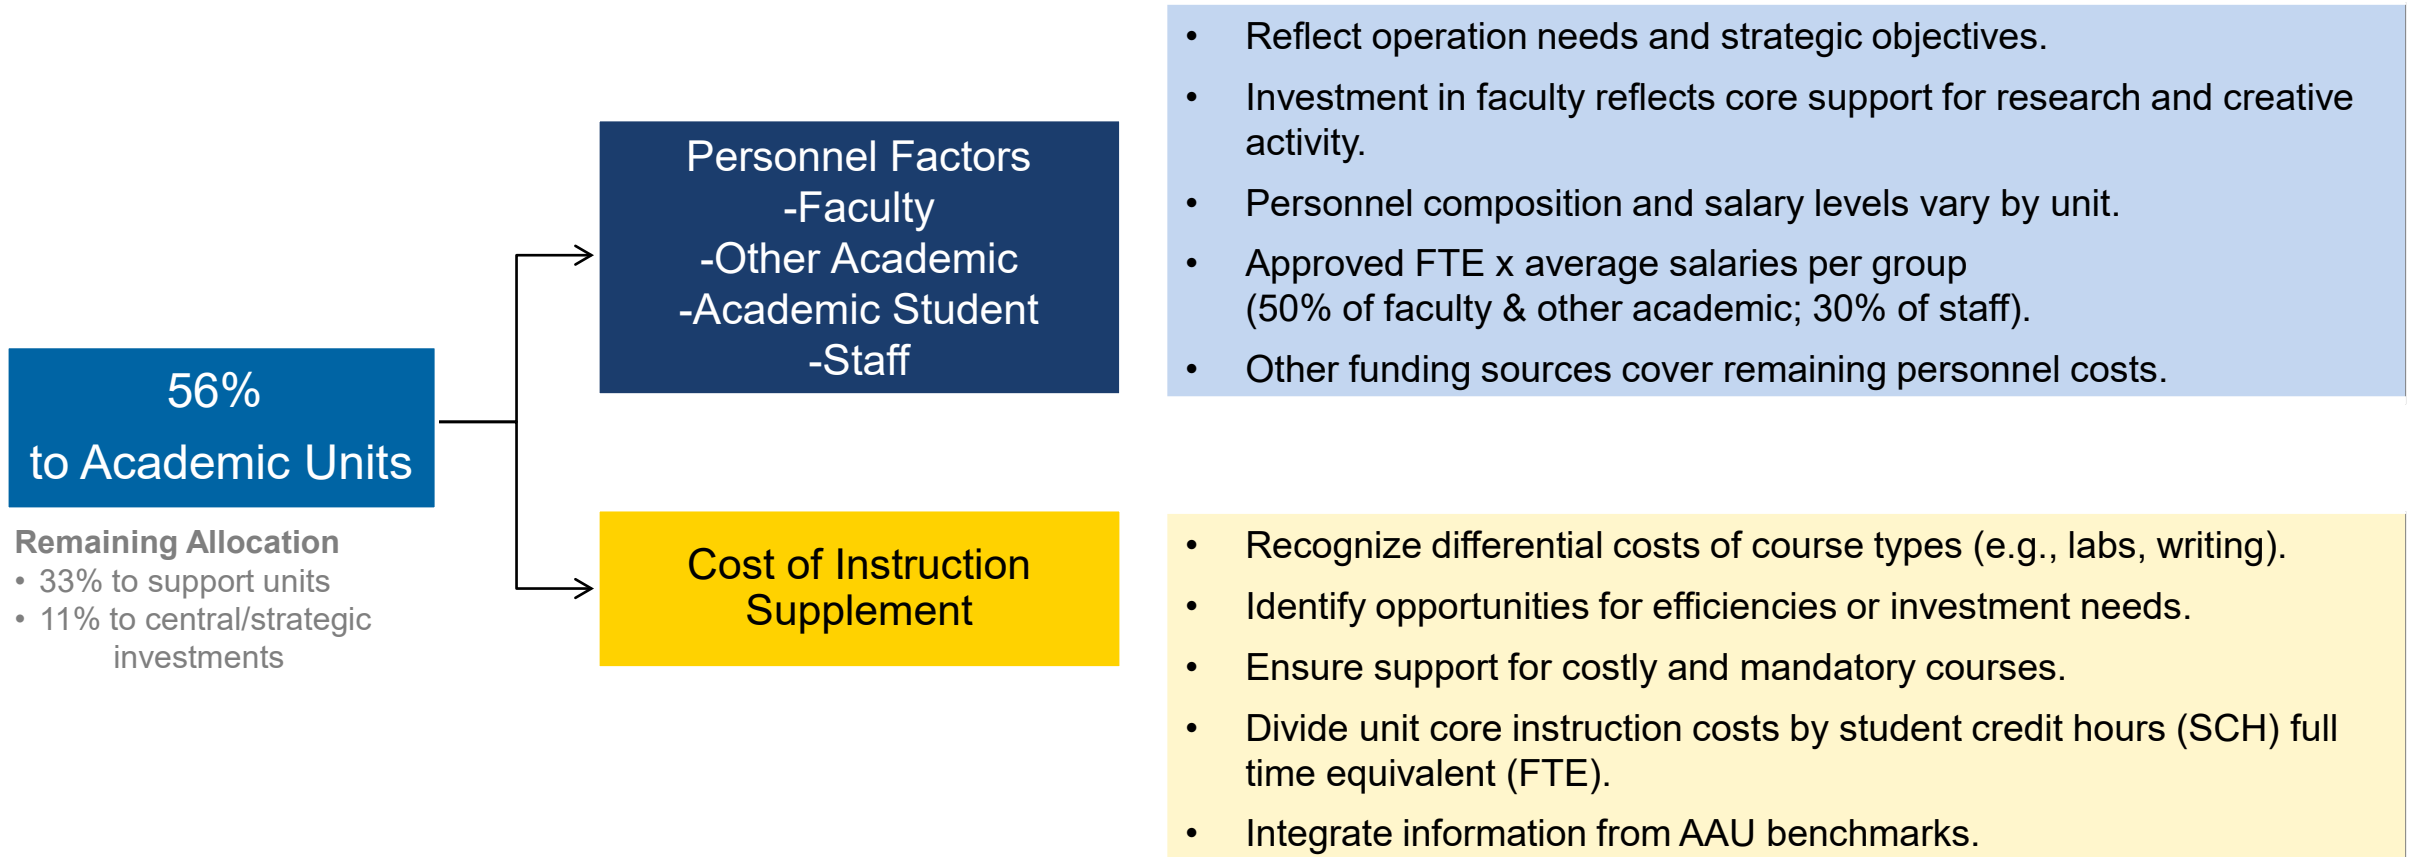 56%
to Academic Units
Remaining Allocation
• 33% to support units
• 11% to central/strategic
investments
Personnel Factors
-Faculty
-Other Academic
-Academic Student
-Staff
• Reflect operation needs and strategic objectives.
• Investment in faculty reflects core support for research and creative
activity.
• Personnel composition and salary levels vary by unit.
• Approved FTE x average salaries per group
(50% of faculty & other academic; 30% of staff).
• Other funding sources cover remaining personnel costs.
Cost of Instruction
Supplement
• Recognize differential costs of course types (e.g., labs, writing).
• Identify opportunities for efficiencies or investment needs.
• Ensure support for costly and mandatory courses.
• Divide unit core instruction costs by student credit hours (SCH) full
time equivalent (FTE).
• Integrate information from AAU benchmarks.